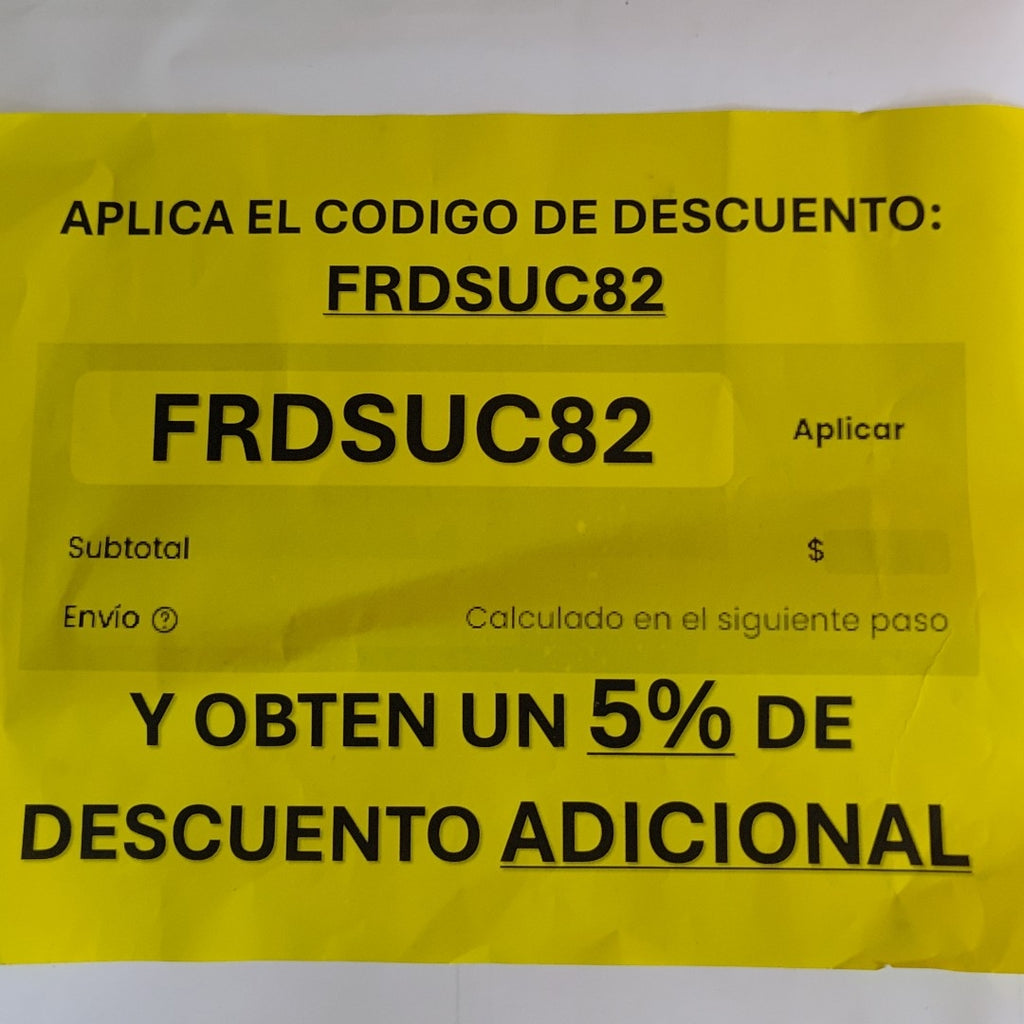 APLICA EL CODIGO DE DESCUENTO:
FRDSUC82
FRDSUC82 Aplicar
Subtotal $
Envío ? Calculado en el siguiente paso
Y OBTEN UN 5% DE
DESCUENTO ADICIONAL